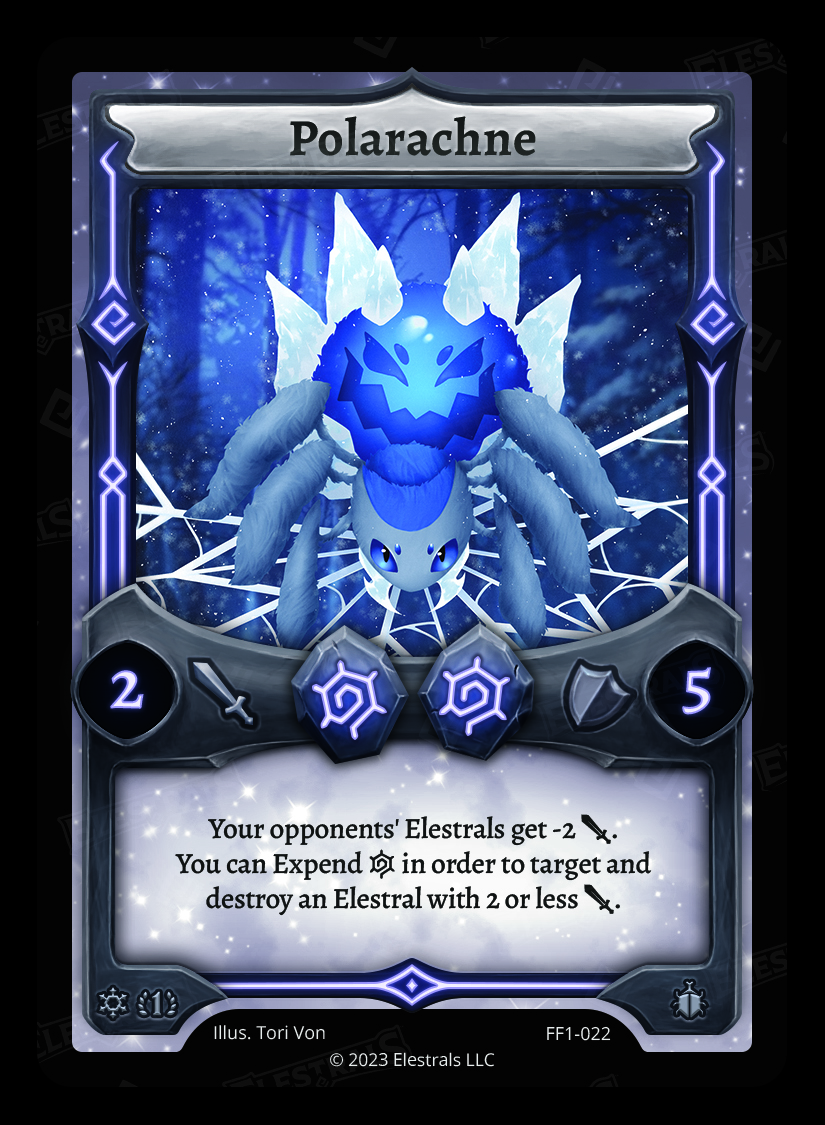 Polarachne
2
5
Your opponents' Elestrals get -2 .
You can Expend in order to target and
destroy an Elestral with 2 or less .
1
Illus. Tori Von
FF1-022
© 2023 Elestrals LLC